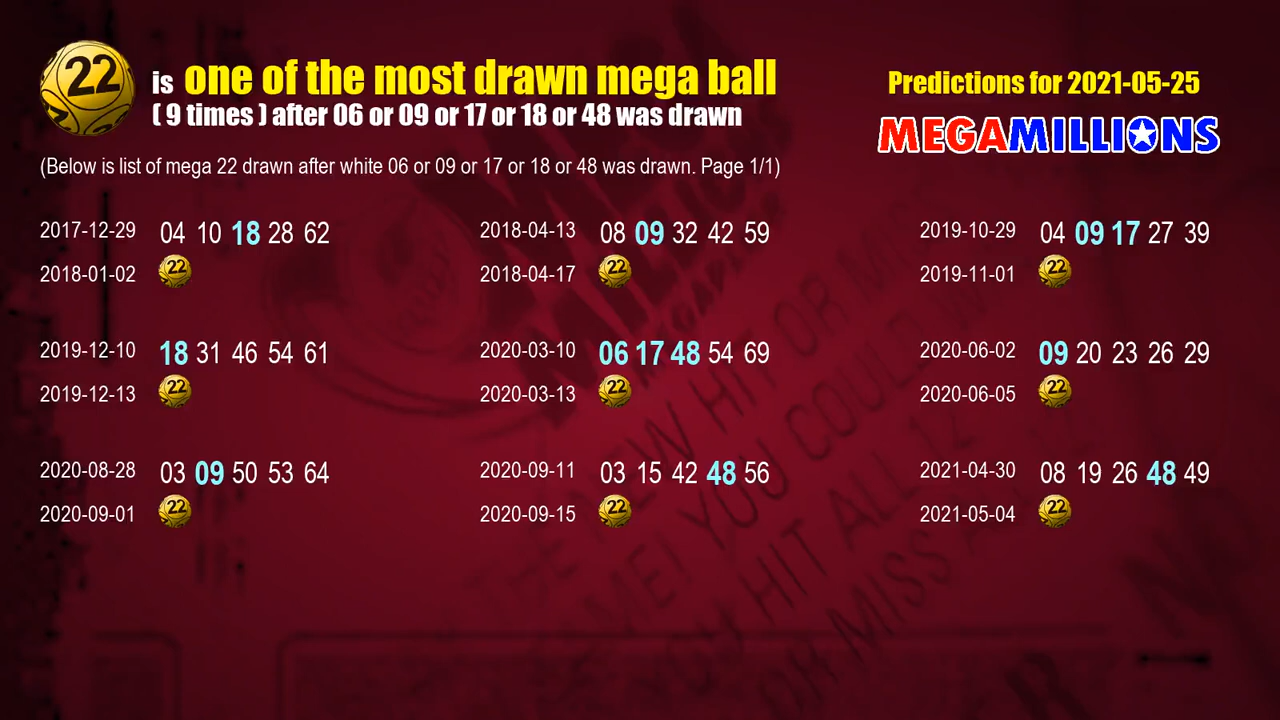 22 is one of the most drawn mega ball
( 9 times ) after 06 or 09 or 17 or 18 or 48 was drawn
Predictions for 2021-05-25
MEGAMILLIONS
(Below is list of mega 22 drawn after white 06 or 09 or 17 or 18 or 48 was drawn. Page 1/1)
2017-12-29 04 10 18 28 62
2018-01-02 22
2018-04-13 08 09 32 42 59
2018-04-17 22
2019-10-29 04 09 17 27 39
2019-11-01 22
2019-12-10 18 31 46 54 61
2019-12-13 22
2020-03-10 06 17 48 54 69
2020-03-13 22
2020-06-02 09 20 23 26 29
2020-06-05 22
2020-08-28 03 09 50 53 64
2020-09-01 22
2020-09-11 03 15 42 48 56
2020-09-15 22
2021-04-30 08 19 26 48 49
2021-05-04 22